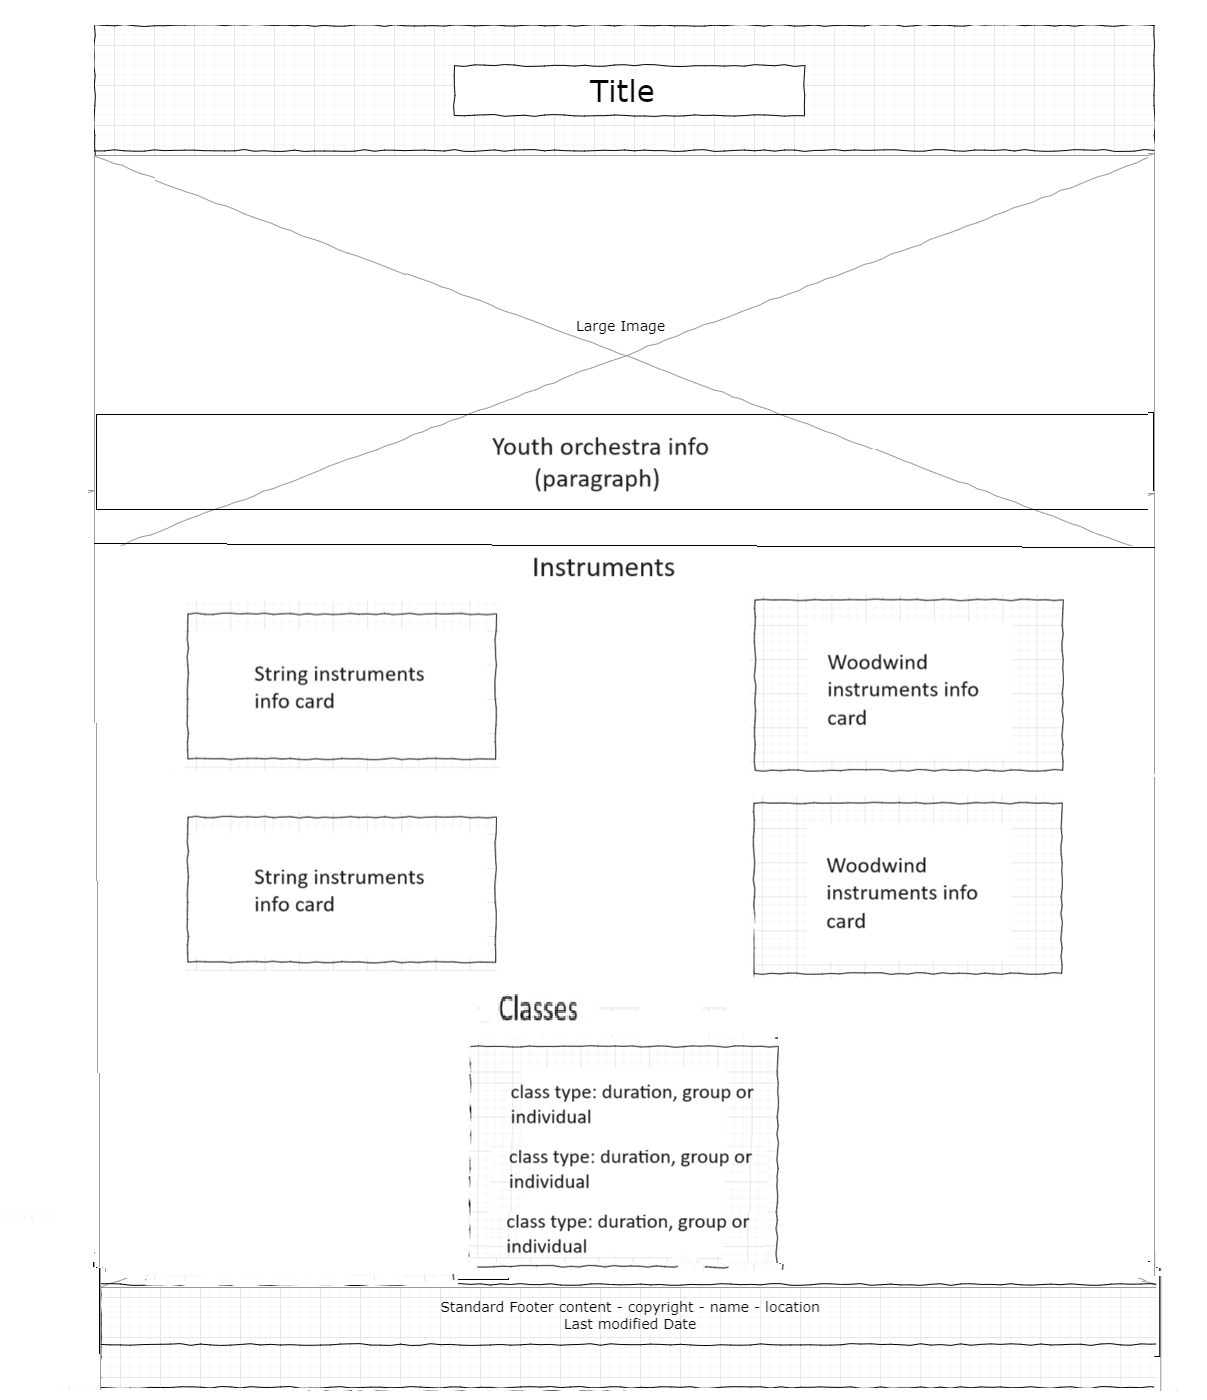 Title
Large Image
Youth orchestra info
(paragraph)
Instruments
String instruments
info card
Woodwind
instruments info
card
String instruments
info card
Woodwind
instruments info
card
Classes
class type: duration, group or
individual
class type: duration, group or
individual
class type: duration, group or
individual
Standard Footer content - copyright - name - location
Last modified Date